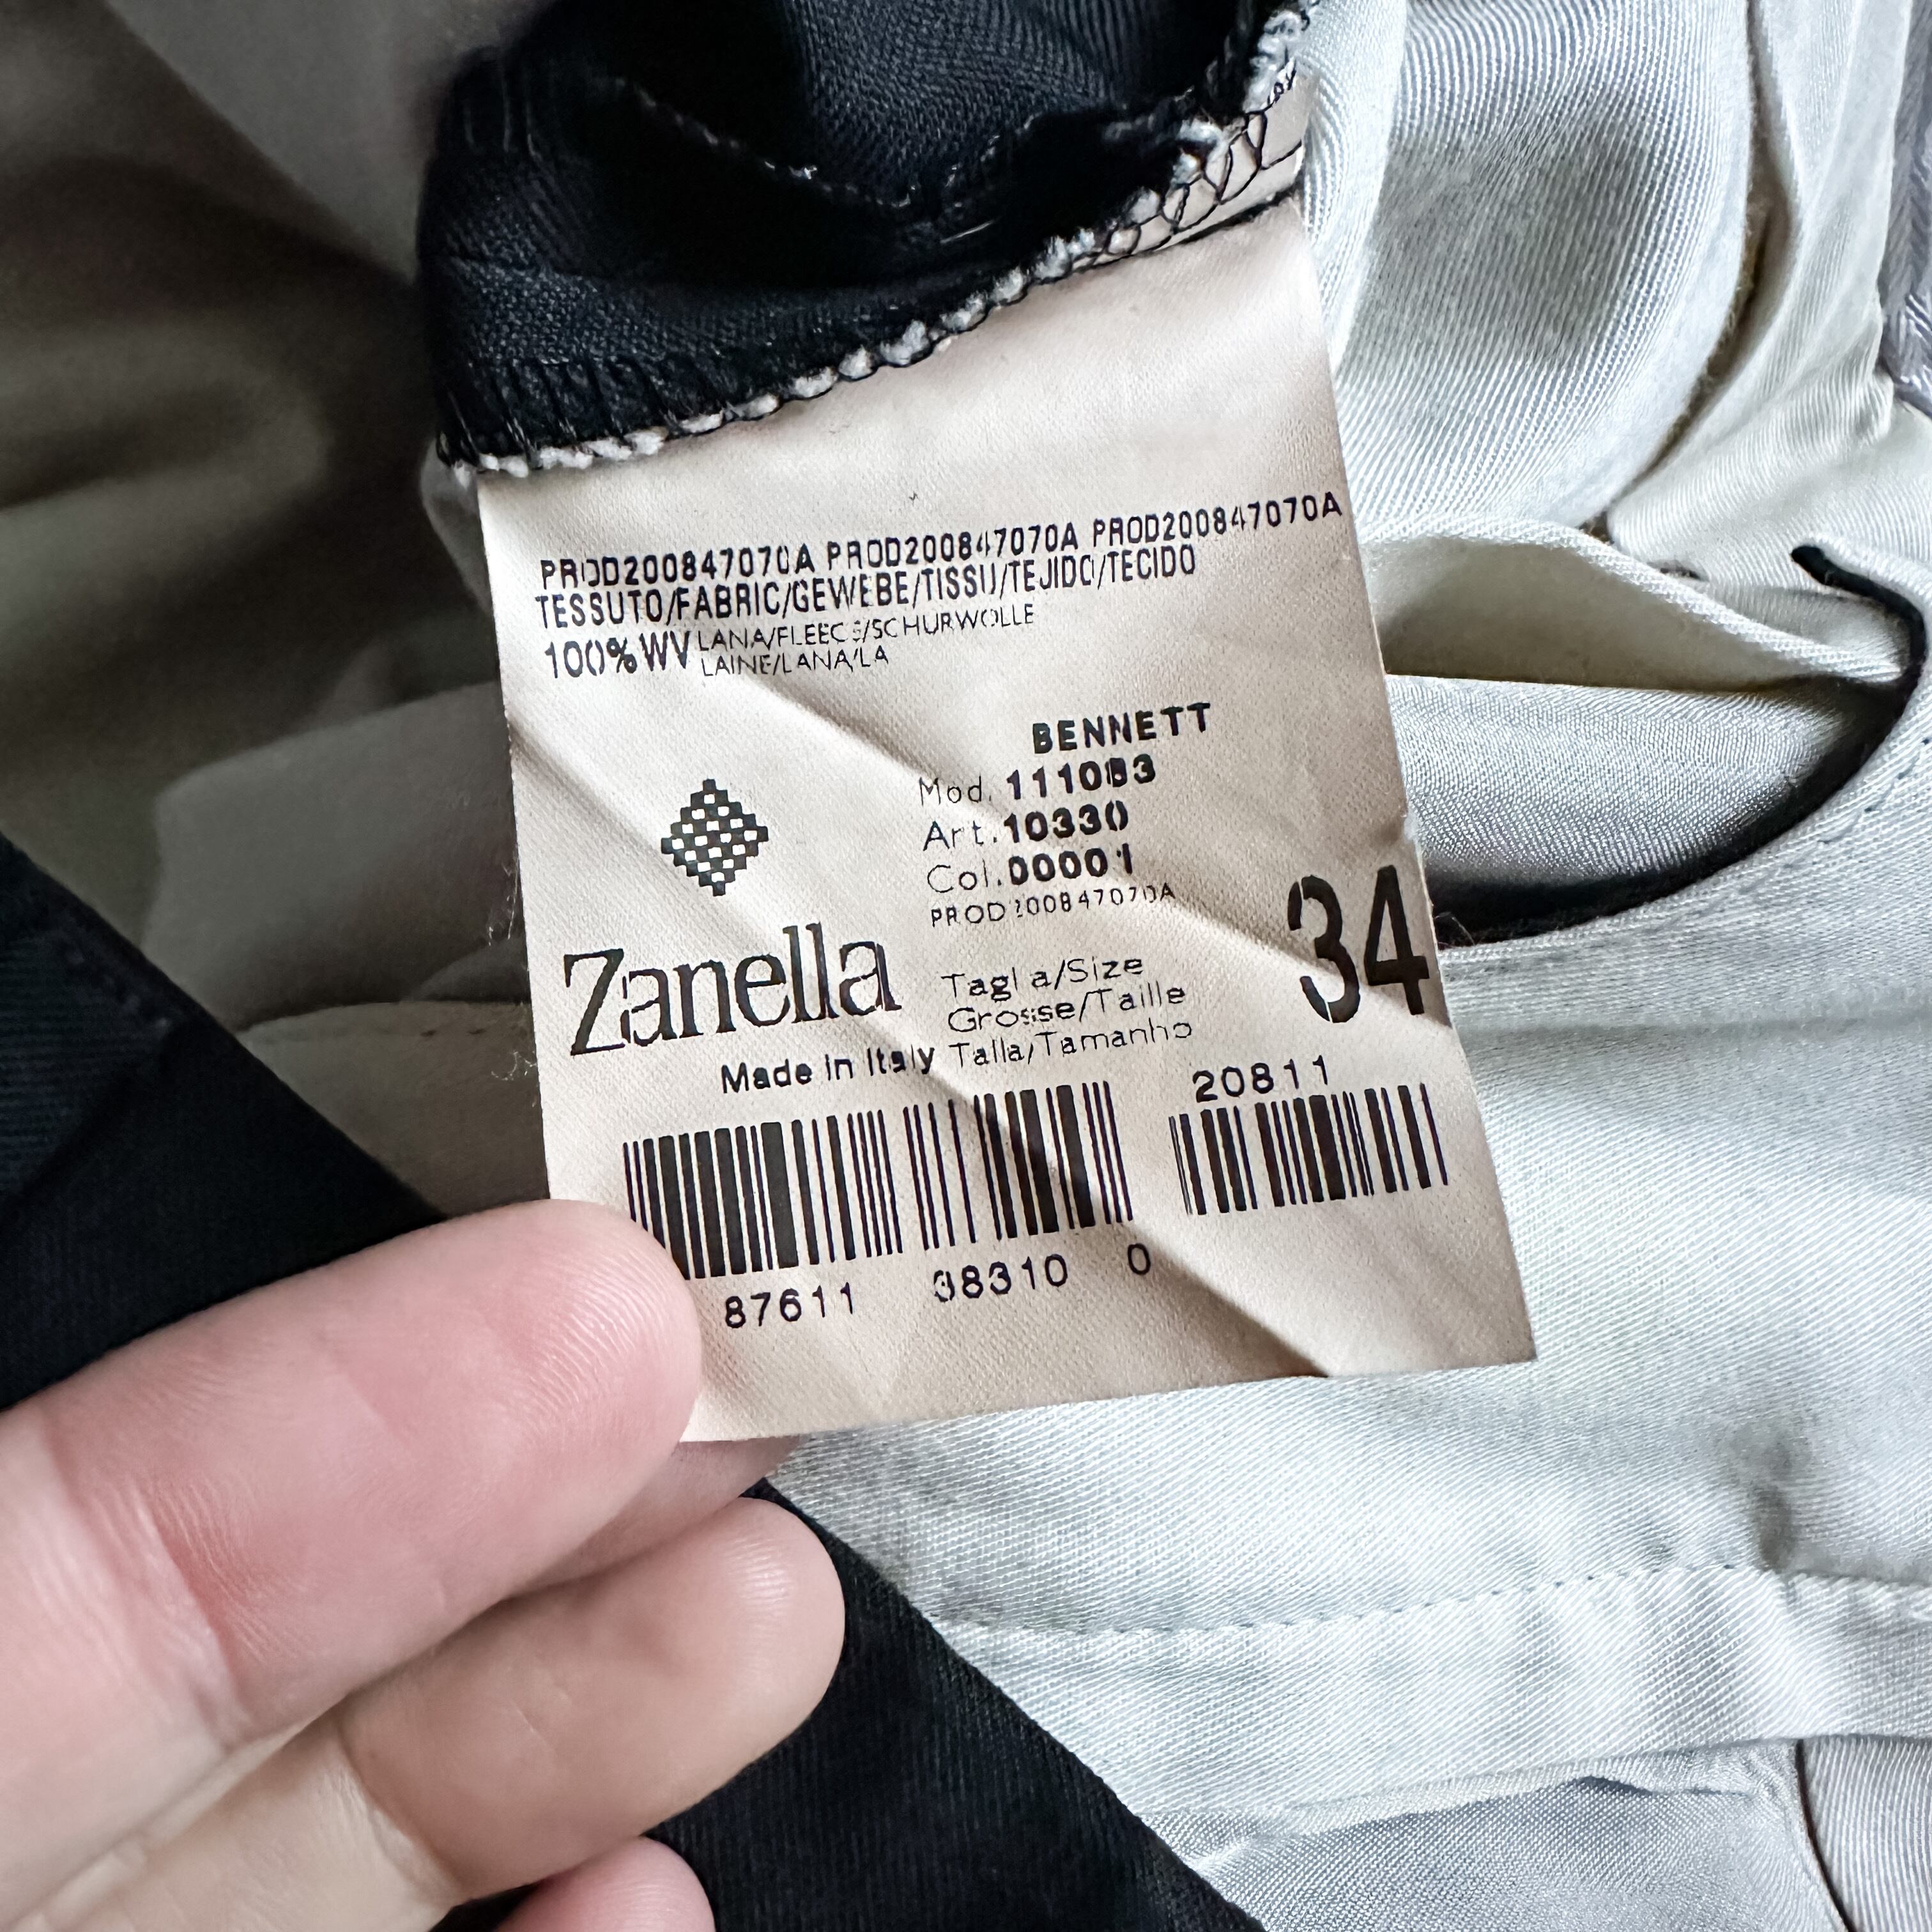 PROD200847070A PROD200847070A PROD200847070A
TESSUTO/FABRIC/GEWEBE/TISSU/TEJIDO/TECIDO
100% WV LANA/FLEECE/SCHURWOLLE
LAINE/LANA/LA
BENNETT
Mod. 111083
Art. 10330
Col. 00001
PROD200847070A
34
Zanella
Taglia/Size
Grosse/Taille
Made in Italy Talla/Tamanho
20811
87611 38310 0